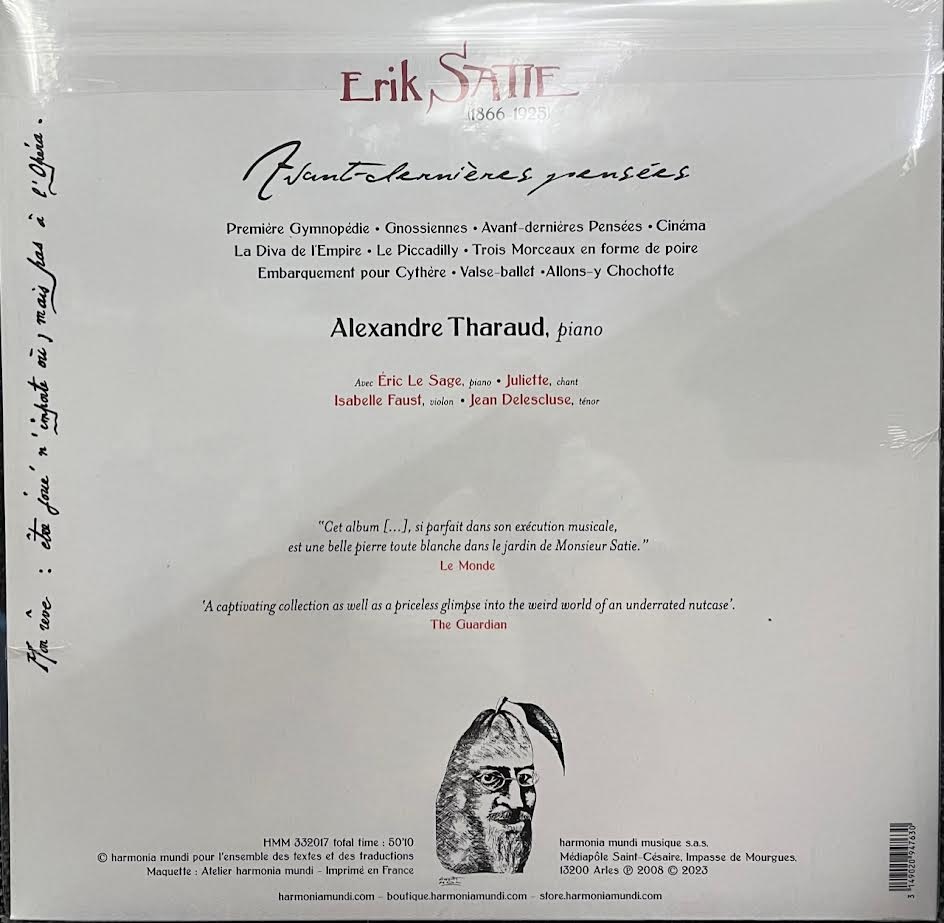 Erik SATIE
(1866-1925)
Avant-dernières pensées
Première Gymnopédie • Gnossiennes • Avant-dernières Pensées • Cinéma
La Diva de l'Empire • Le Piccadilly • Trois Morceaux en forme de poire
Embarquement pour Cythère • Valse-ballet •Allons-y Chochotte
Alexandre Tharaud, piano
Avec Éric Le Sage, piano • Juliette, chant
Isabelle Faust, violon • Jean Delescluse, ténor
"Cet album [...], si parfait dans son exécution musicale,
est une belle pierre toute blanche dans le jardin de Monsieur Satie."
Le Monde
'A captivating collection as well as a priceless glimpse into the weird world of an underrated nutcase'.
The Guardian
Mon rêve : être joué n'importe où, mais pas à l'Opéra.
HMM 332017 total time : 50'10
© harmonia mundi pour l'ensemble des textes et des traductions
Maquette : Atelier harmonia mundi - Imprimé en France
harmonia mundi musique s.a.s.
Médiapôle Saint-Césaire, Impasse de Mourgues,
13200 Arles ℗ 2008 © 2023
harmoniamundi.com - boutique.harmoniamundi.com - store.harmoniamundi.com
3 149020 947630